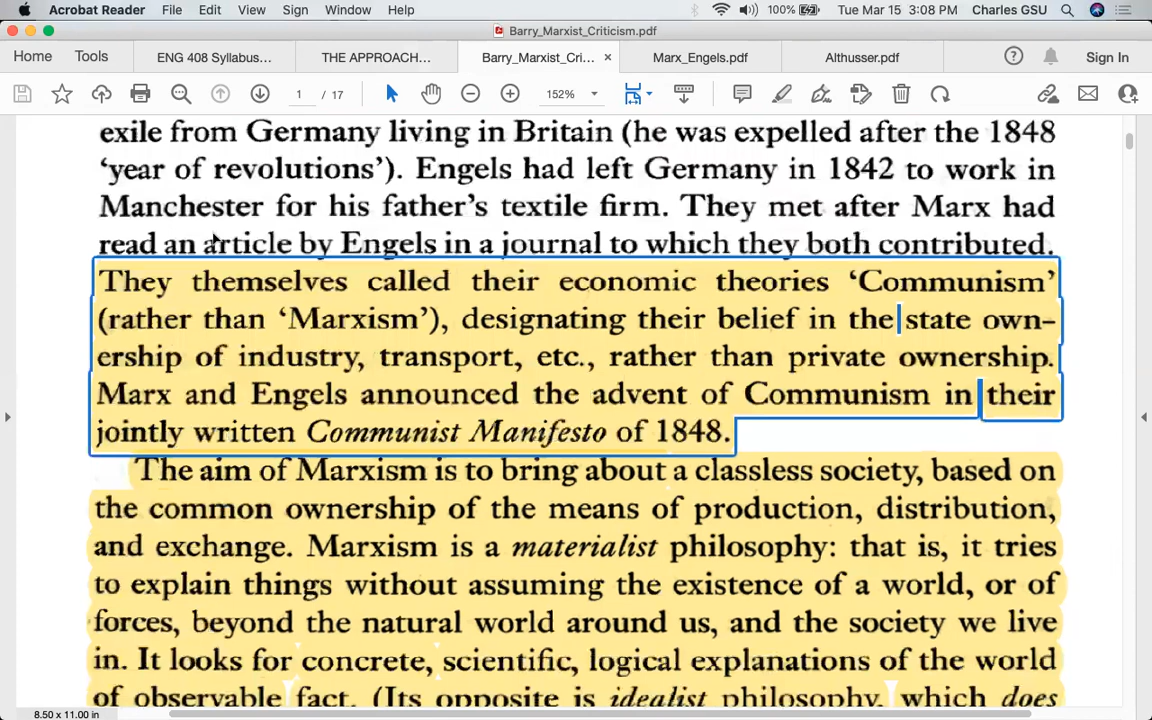 Acrobat Reader File Edit View Sign Window Help 100% Tue Mar 15 3:08 PM Charles GSU
Barry_Marxist_Criticism.pdf
Home Tools ENG 408 Syllabus... THE APPROACH... Barry_Marxist_Cri... × Marx_Engels.pdf Althusser.pdf Sign In
1 / 17 152%
exile from Germany living in Britain (he was expelled after the 1848
‘year of revolutions’). Engels had left Germany in 1842 to work in
Manchester for his father’s textile firm. They met after Marx had
read an article by Engels in a journal to which they both contributed.
They themselves called their economic theories ‘Communism’
(rather than ‘Marxism’), designating their belief in the state own-
ership of industry, transport, etc., rather than private ownership.
Marx and Engels announced the advent of Communism in their
jointly written Communist Manifesto of 1848.
The aim of Marxism is to bring about a classless society, based on
the common ownership of the means of production, distribution,
and exchange. Marxism is a materialist philosophy: that is, it tries
to explain things without assuming the existence of a world, or of
forces, beyond the natural world around us, and the society we live
in. It looks for concrete, scientific, logical explanations of the world
of observable fact. (Its opposite is idealist philosophy, which does
8.50 x 11.00 in